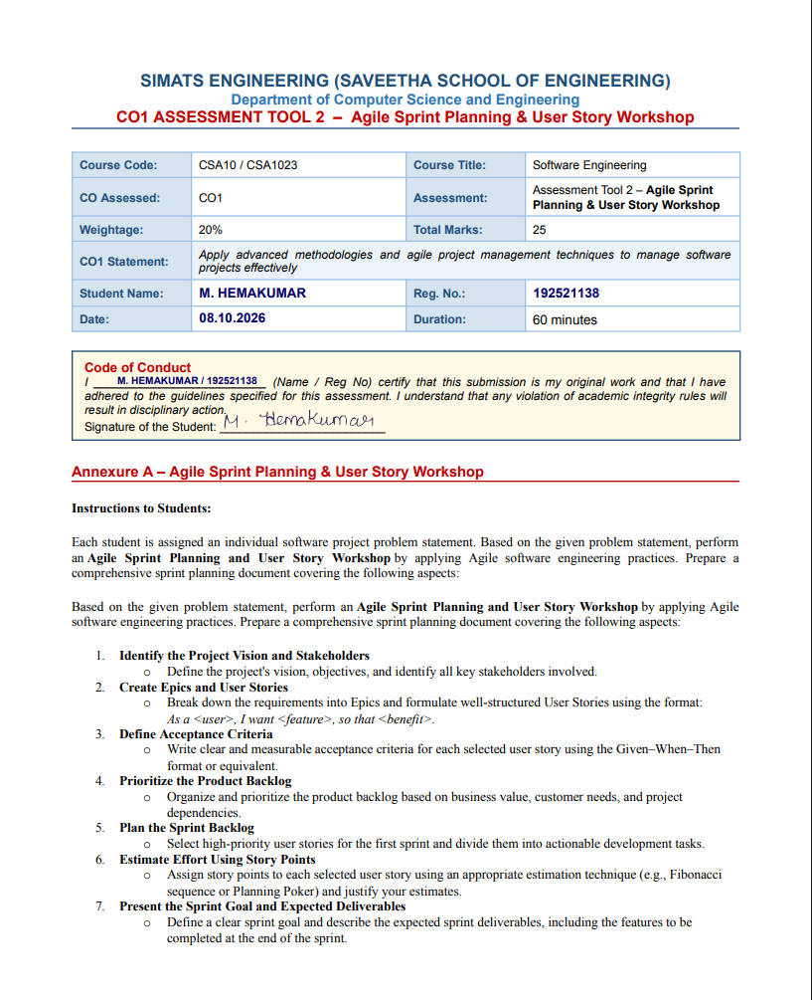 SIMATS ENGINEERING (SAVEETHA SCHOOL OF ENGINEERING)
Department of Computer Science and Engineering
CO1 ASSESSMENT TOOL 2 – Agile Sprint Planning & User Story Workshop
Course Code: CSA10 / CSA1023 Course Title: Software Engineering
CO Assessed: CO1 Assessment: Assessment Tool 2 – Agile Sprint
Planning & User Story Workshop
Weightage: 20% Total Marks: 25
CO1 Statement: Apply advanced methodologies and agile project management techniques to manage software
projects effectively
Student Name: M. HEMAKUMAR Reg. No.: 192521138
Date: 08.10.2026 Duration: 60 minutes
Code of Conduct
I M. HEMAKUMAR / 192521138 (Name / Reg No) certify that this submission is my original work and that I have
adhered to the guidelines specified for this assessment. I understand that any violation of academic integrity rules will
result in disciplinary action.
Signature of the Student: M. Hemakumar
Annexure A – Agile Sprint Planning & User Story Workshop
Instructions to Students:
Each student is assigned an individual software project problem statement. Based on the given problem statement, perform
an Agile Sprint Planning and User Story Workshop by applying Agile software engineering practices. Prepare a
comprehensive sprint planning document covering the following aspects:
Based on the given problem statement, perform an Agile Sprint Planning and User Story Workshop by applying Agile
software engineering practices. Prepare a comprehensive sprint planning document covering the following aspects:
1. Identify the Project Vision and Stakeholders
o Define the project's vision, objectives, and identify all key stakeholders involved.
2. Create Epics and User Stories
o Break down the requirements into Epics and formulate well-structured User Stories using the format:
As a <user>, I want <feature>, so that <benefit>.
3. Define Acceptance Criteria
o Write clear and measurable acceptance criteria for each selected user story using the Given–When–Then
format or equivalent.
4. Prioritize the Product Backlog
o Organize and prioritize the product backlog based on business value, customer needs, and project
dependencies.
5. Plan the Sprint Backlog
o Select high-priority user stories for the first sprint and divide them into actionable development tasks.
6. Estimate Effort Using Story Points
o Assign story points to each selected user story using an appropriate estimation technique (e.g., Fibonacci
sequence or Planning Poker) and justify your estimates.
7. Present the Sprint Goal and Expected Deliverables
o Define a clear sprint goal and describe the expected sprint deliverables, including the features to be
completed at the end of the sprint.